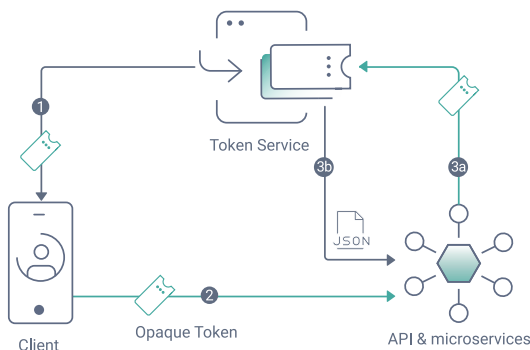 Token Service
1
3b
3a
JSON
2
Opaque Token
Client
API & microservices